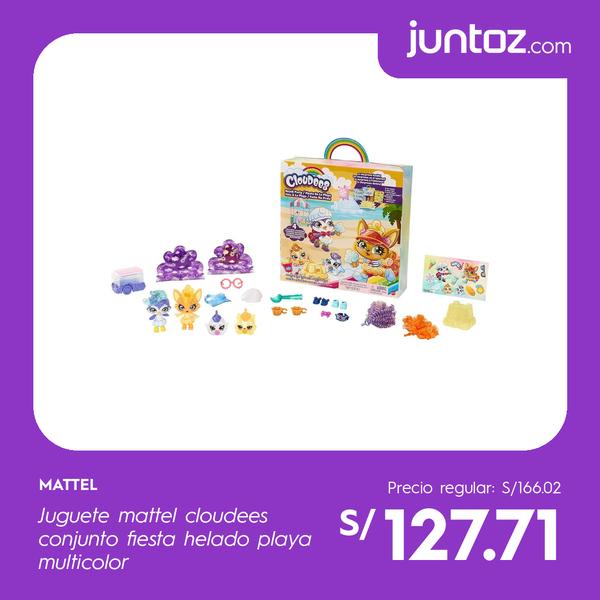 juntoz.com
Cloudees
MATTEL
Juguete mattel cloudees
conjunto fiesta helado playa
multicolor
Precio regular: S/166.02
S/127.71